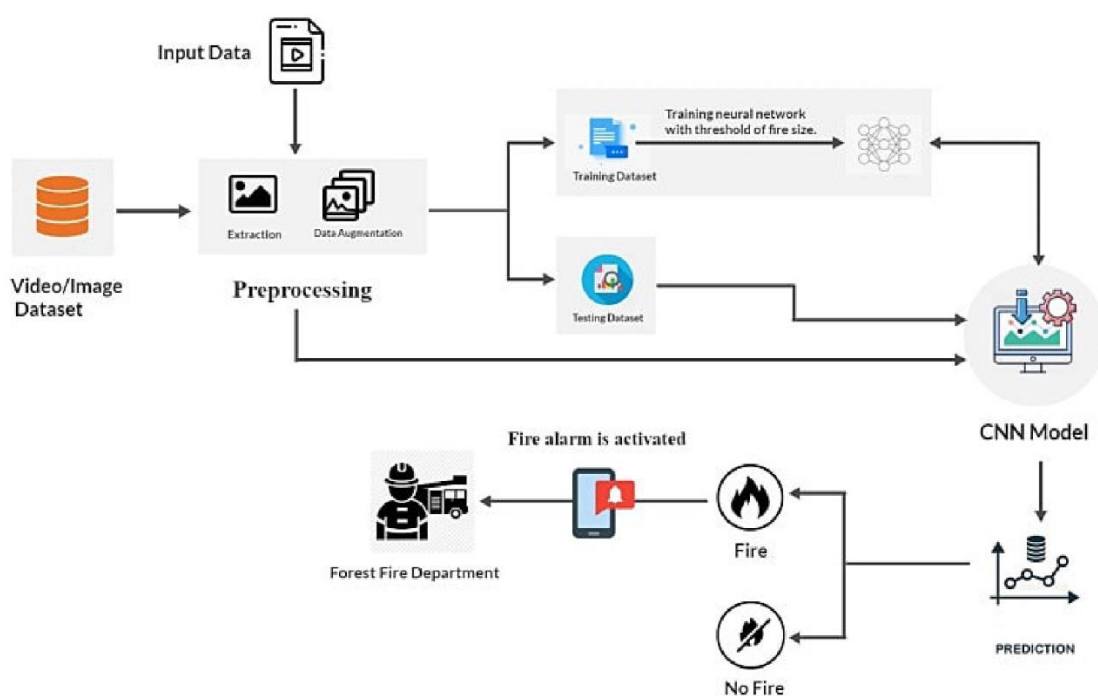 Input Data
Training neural network
with threshold of fire size.
Training Dataset
Extraction
Data Augmentation
Video/Image
Dataset
Preprocessing
Testing Dataset
CNN Model
Fire alarm is activated
Fire
Forest Fire Department
PREDICTION
No Fire